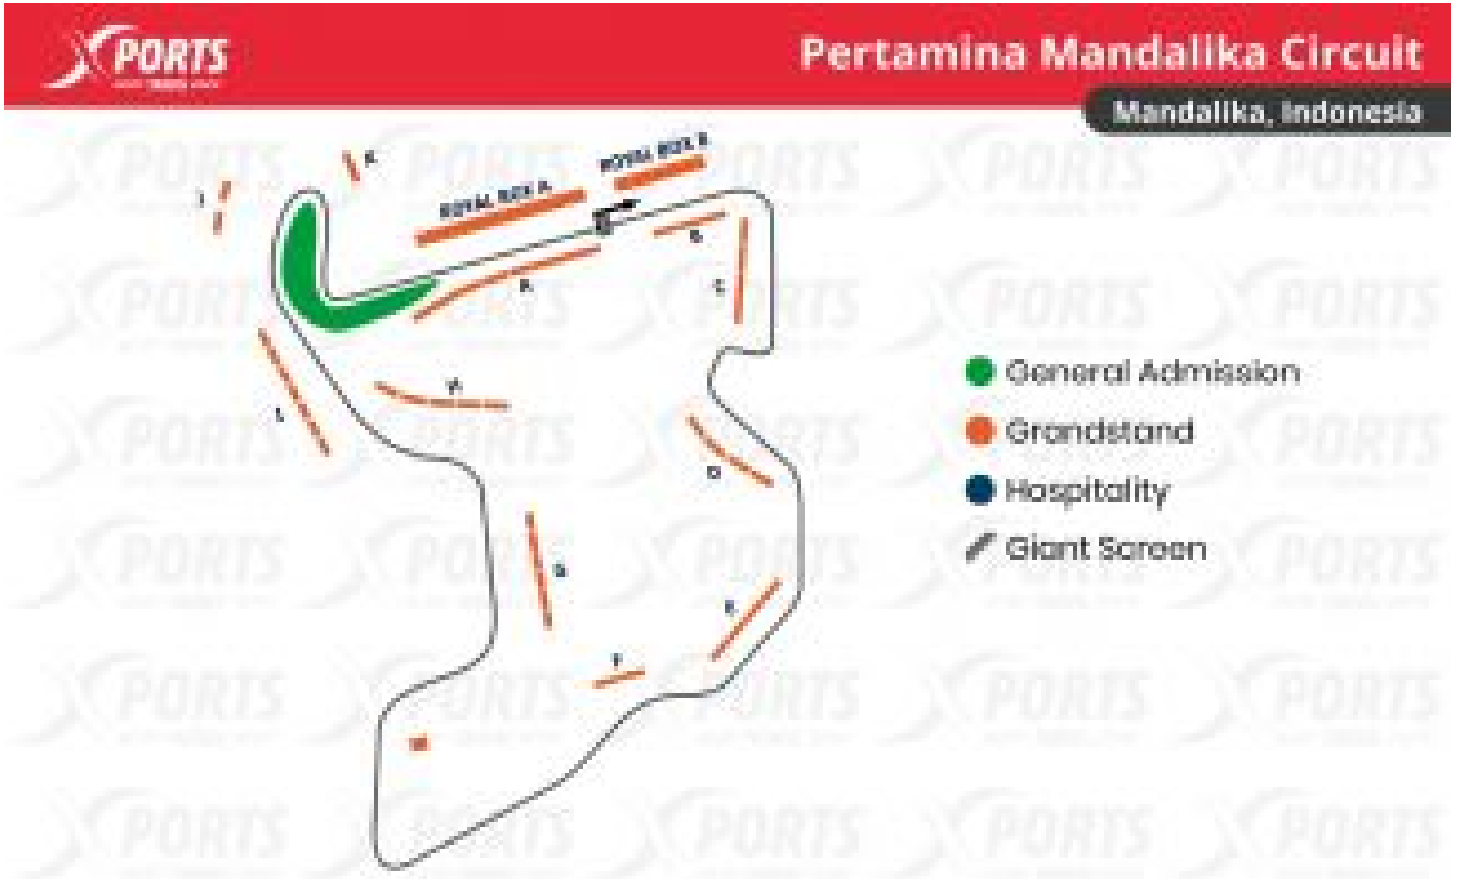 XPORTS
Pertamina Mandalika Circuit
Mandalika, Indonesia
K
ROYAL BOX B
ROYAL BOX A
J
B
A
C
H
I
D
G
E
F
General Admission
Grandstand
Hospitality
Giant Screen